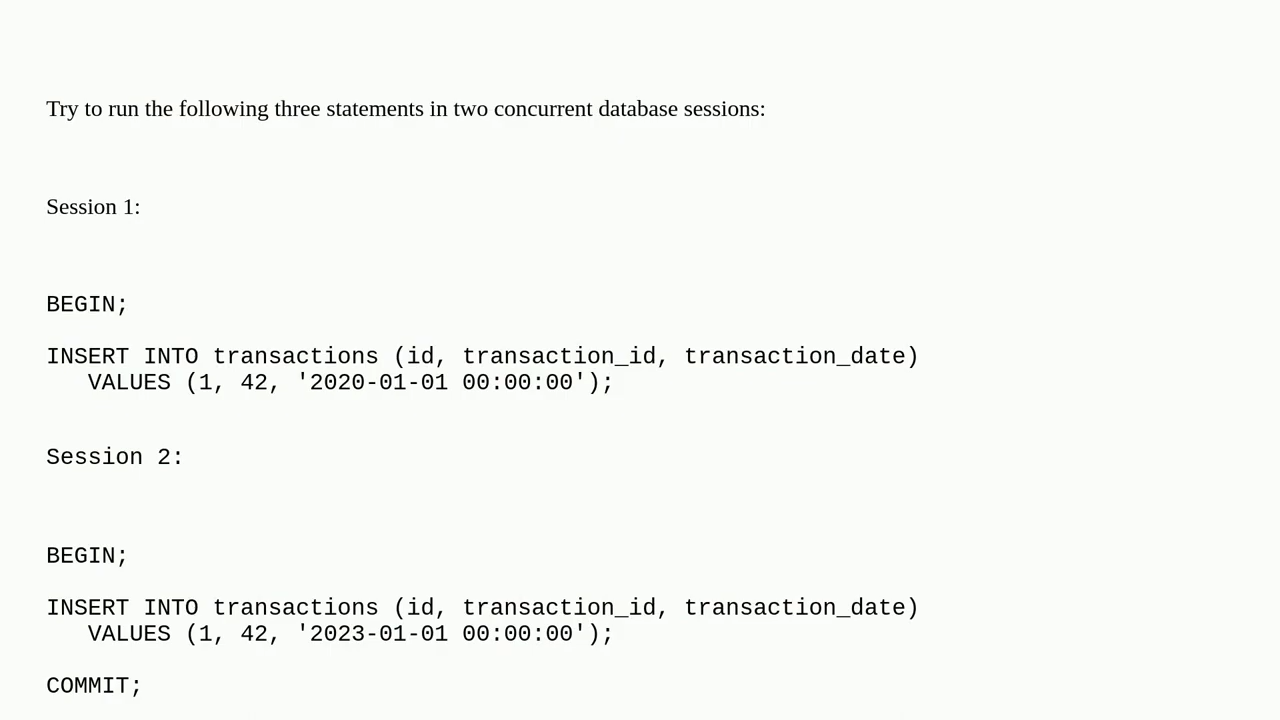 Try to run the following three statements in two concurrent database sessions:
Session 1:
BEGIN;
INSERT INTO transactions (id, transaction_id, transaction_date)
   VALUES (1, 42, '2020-01-01 00:00:00');
Session 2:
BEGIN;
INSERT INTO transactions (id, transaction_id, transaction_date)
   VALUES (1, 42, '2023-01-01 00:00:00');
COMMIT;